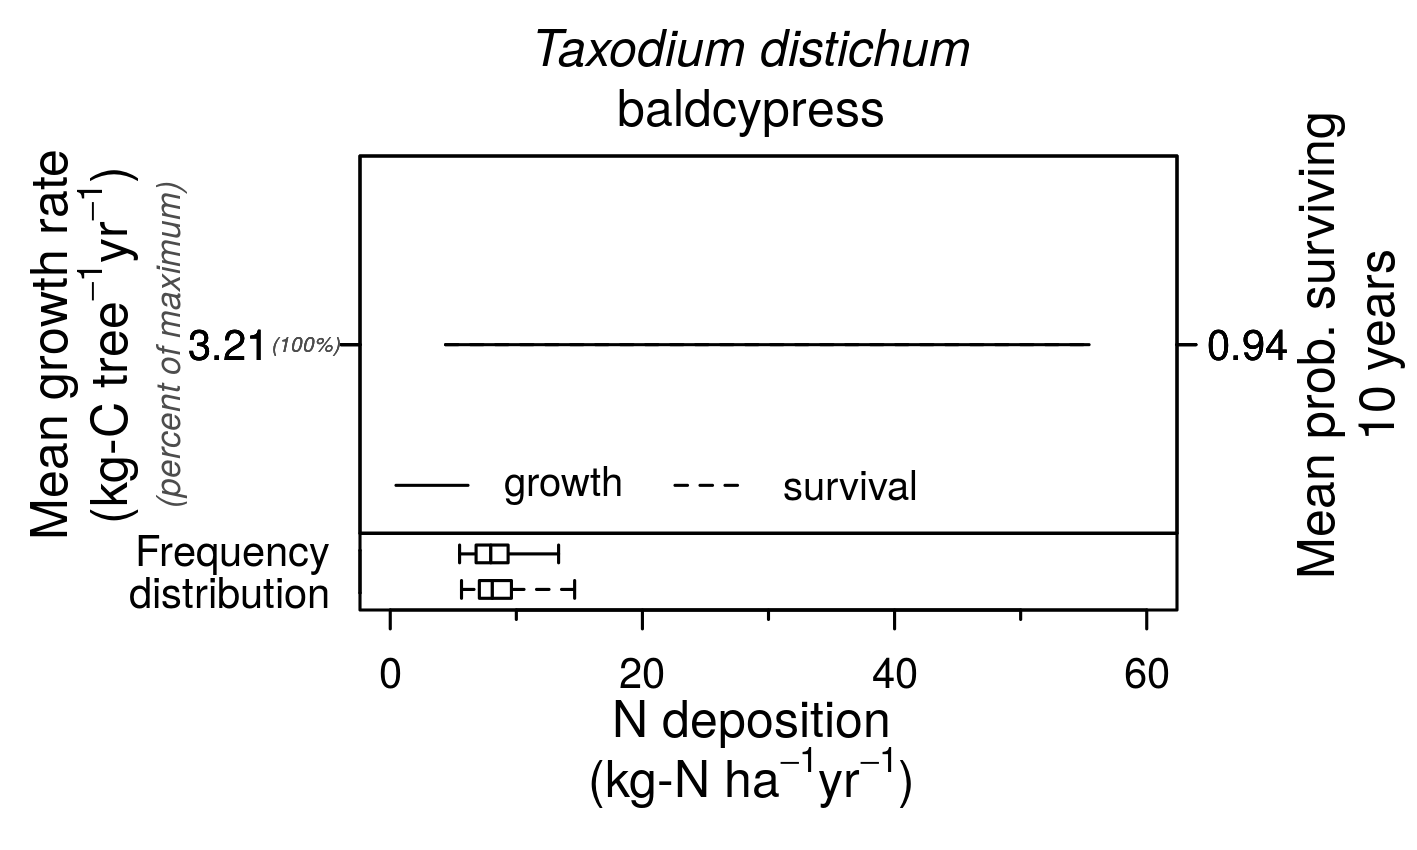 Taxodium distichum
baldcypress
Mean growth rate
(kg-C tree⁻¹yr⁻¹)
(percent of maximum)
3.21 (100%)
0.94
Mean prob. surviving
10 years
growth
survival
Frequency
distribution
0 20 40 60
N deposition
(kg-N ha⁻¹yr⁻¹)